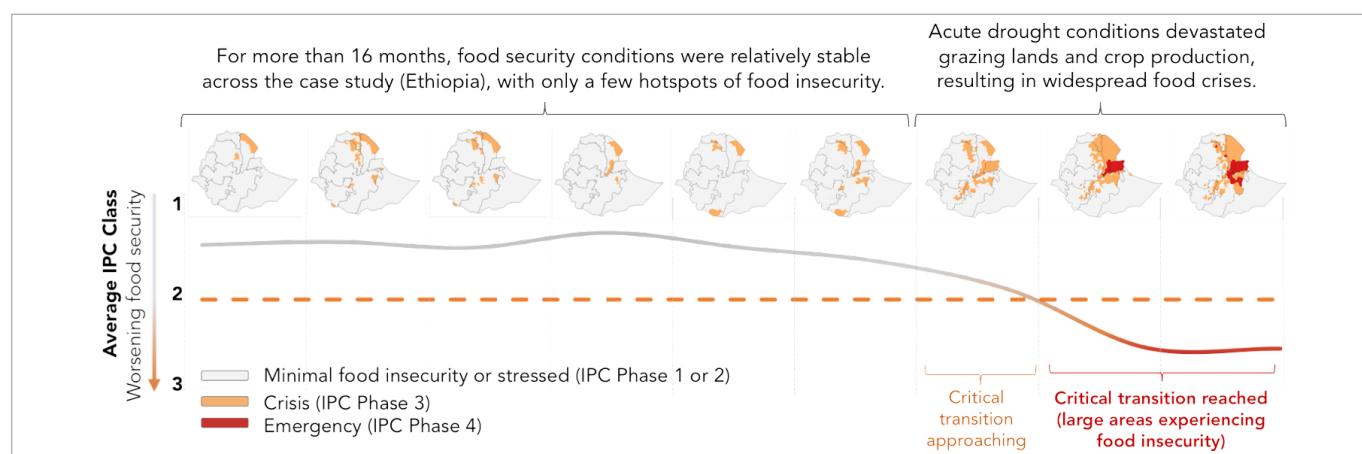 For more than 16 months, food security conditions were relatively stable
across the case study (Ethiopia), with only a few hotspots of food insecurity.
Acute drought conditions devastated
grazing lands and crop production,
resulting in widespread food crises.
Average IPC Class
Worsening food security
1
2
3
Minimal food insecurity or stressed (IPC Phase 1 or 2)
Crisis (IPC Phase 3)
Emergency (IPC Phase 4)
Critical
transition
approaching
Critical transition reached
(large areas experiencing
food insecurity)